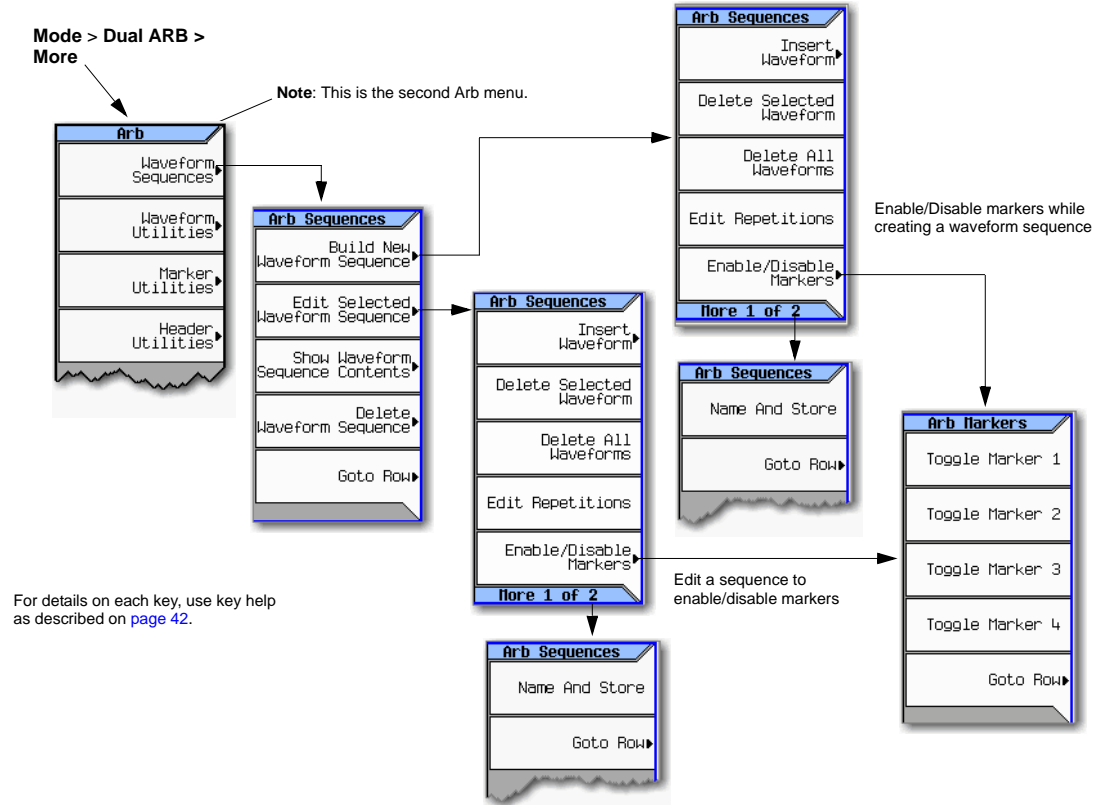 Mode > Dual ARB >
More
Note: This is the second Arb menu.
Arb
Waveform
Sequences
Waveform
Utilities
Marker
Utilities
Header
Utilities
Arb Sequences
Build New
Waveform Sequence
Edit Selected
Waveform Sequence
Show Waveform
Sequence Contents
Delete
Waveform Sequence
Goto Row
Arb Sequences
Insert
Waveform
Delete Selected
Waveform
Delete All
Waveforms
Edit Repetitions
Enable/Disable
Markers
More 1 of 2
Arb Sequences
Name And Store
Goto Row
Arb Sequences
Insert
Waveform
Delete Selected
Waveform
Delete All
Waveforms
Edit Repetitions
Enable/Disable
Markers
More 1 of 2
Arb Sequences
Name And Store
Goto Row
Enable/Disable markers while
creating a waveform sequence
Edit a sequence to
enable/disable markers
Arb Markers
Toggle Marker 1
Toggle Marker 2
Toggle Marker 3
Toggle Marker 4
Goto Row
For details on each key, use key help
as described on page 42.